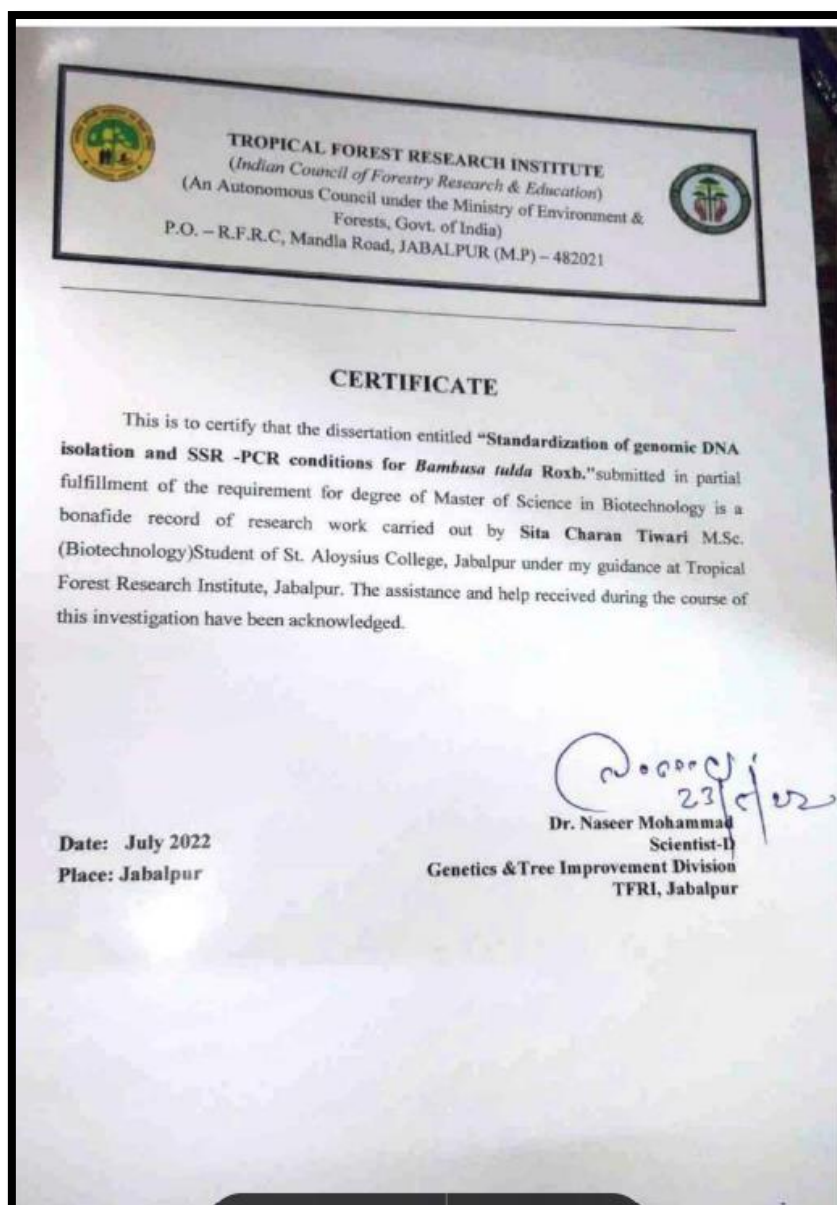 TROPICAL FOREST RESEARCH INSTITUTE
(Indian Council of Forestry Research & Education)
(An Autonomous Council under the Ministry of Environment &
Forests, Govt. of India)
P.O. – R.F.R.C, Mandla Road, JABALPUR (M.P) – 482021
CERTIFICATE
This is to certify that the dissertation entitled “Standardization of genomic DNA
isolation and SSR -PCR conditions for Bambusa tulda Roxb.”submitted in partial
fulfillment of the requirement for degree of Master of Science in Biotechnology is a
bonafide record of research work carried out by Sita Charan Tiwari M.Sc.
(Biotechnology)Student of St. Aloysius College, Jabalpur under my guidance at Tropical
Forest Research Institute, Jabalpur. The assistance and help received during the course of
this investigation have been acknowledged.
Dr. Naseer Mohammad
Scientist-D
Genetics &Tree Improvement Division
TFRI, Jabalpur
Date: July 2022
Place: Jabalpur